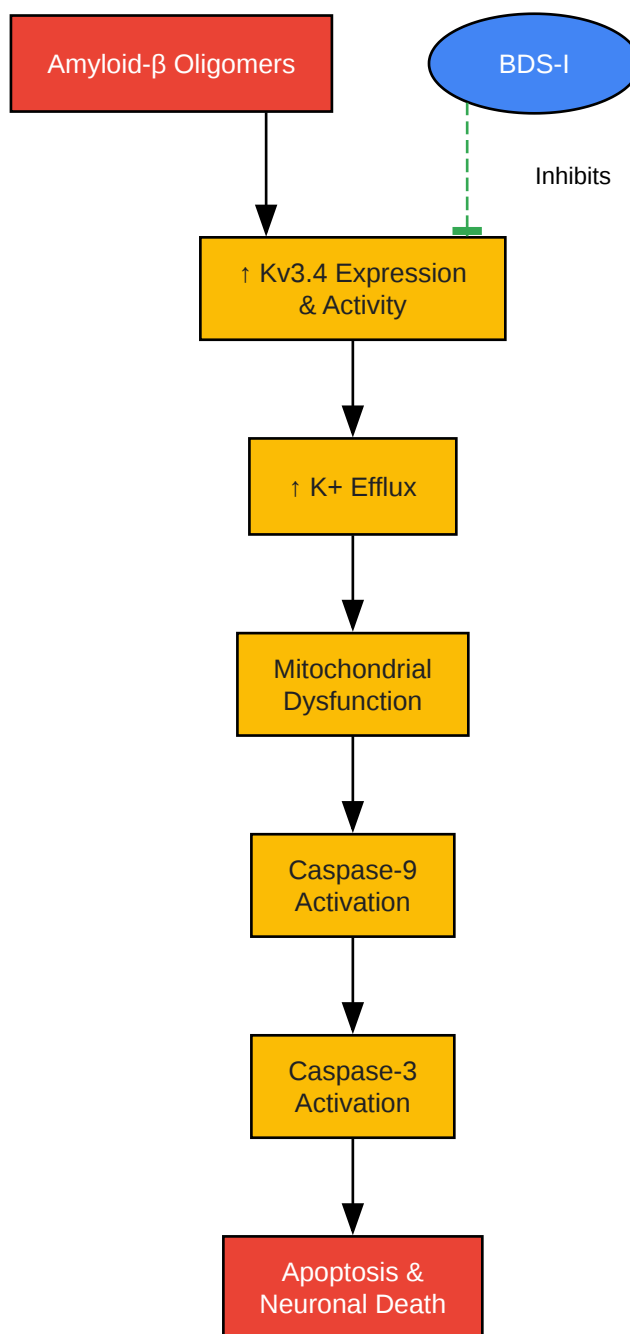 Amyloid-β Oligomers
BDS-I
Inhibits
↑ Kv3.4 Expression
& Activity
↑ K+ Efflux
Mitochondrial
Dysfunction
Caspase-9
Activation
Caspase-3
Activation
Apoptosis &
Neuronal Death